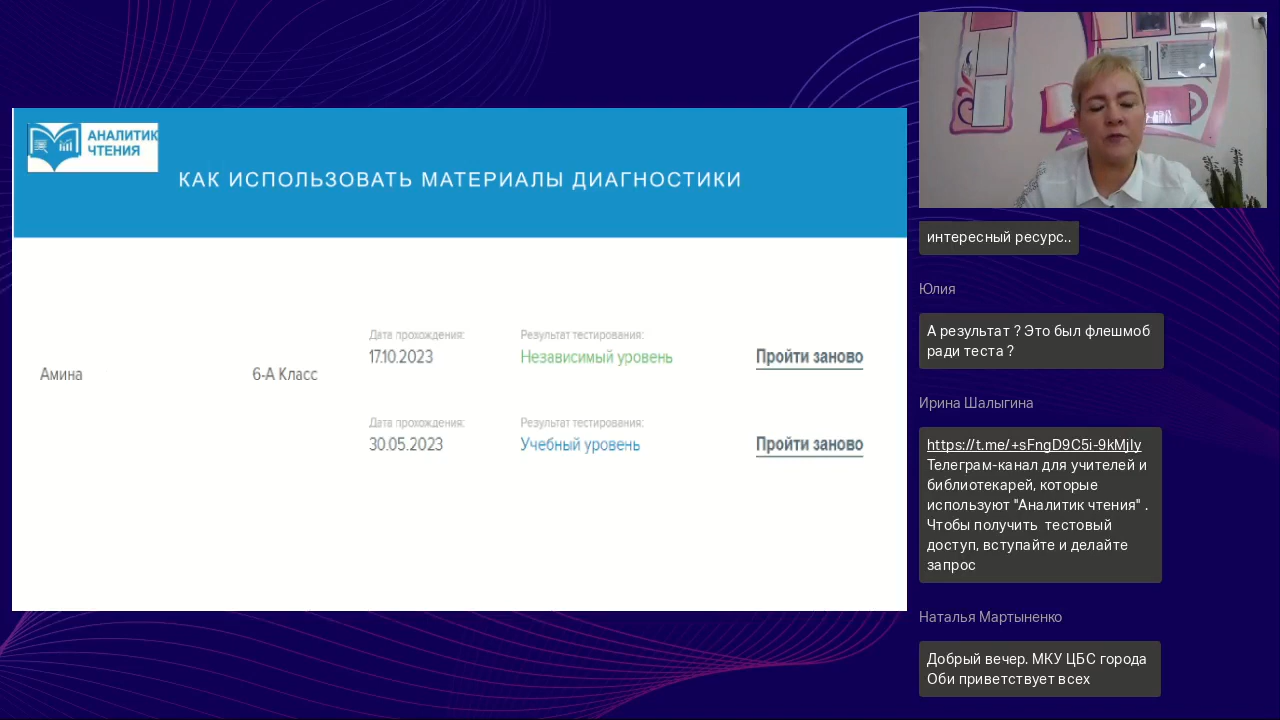 АНАЛИТИК
ЧТЕНИЯ
КАК ИСПОЛЬЗОВАТЬ МАТЕРИАЛЫ ДИАГНОСТИКИ
Амина
6-А Класс
Дата прохождения:
17.10.2023
Результат тестирования:
Независимый уровень
Пройти заново
Дата прохождения:
30.05.2023
Результат тестирования:
Учебный уровень
Пройти заново
интересный ресурс..
Юлия
А результат ? Это был флешмоб
ради теста ?
Ирина Шалыгина
https://t.me/+sFngD9C5i-9kMjIy
Телеграм-канал для учителей и
библиотекарей, которые
используют "Аналитик чтения" .
Чтобы получить  тестовый
доступ, вступайте и делайте
запрос
Наталья Мартыненко
Добрый вечер. МКУ ЦБС города
Оби приветствует всех